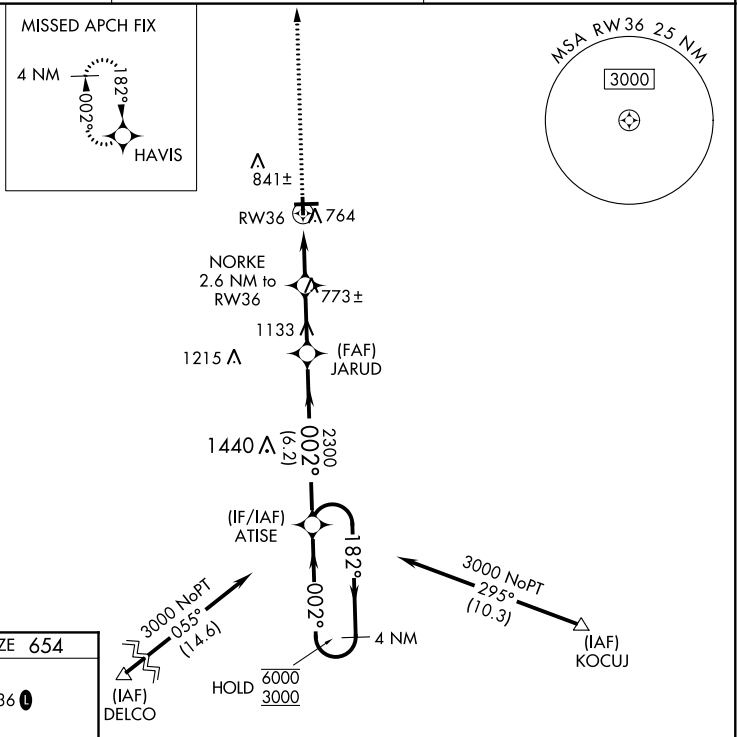 MISSED APCH FIX
4 NM
182°
002°
HAVIS
MSA RW36 25 NM
3000
841±
RW36
764
NORKE
2.6 NM to
RW36
773±
1133
1215
(FAF)
JARUD
1440
2300
002°
(6.2)
(IF/IAF)
ATISE
182°
002°
4 NM
HOLD
6000
3000
3000 NoPT
055°
(14.6)
(IAF)
DELCO
3000 NoPT
295°
(10.3)
(IAF)
KOCUJ
ZE 654
36 L